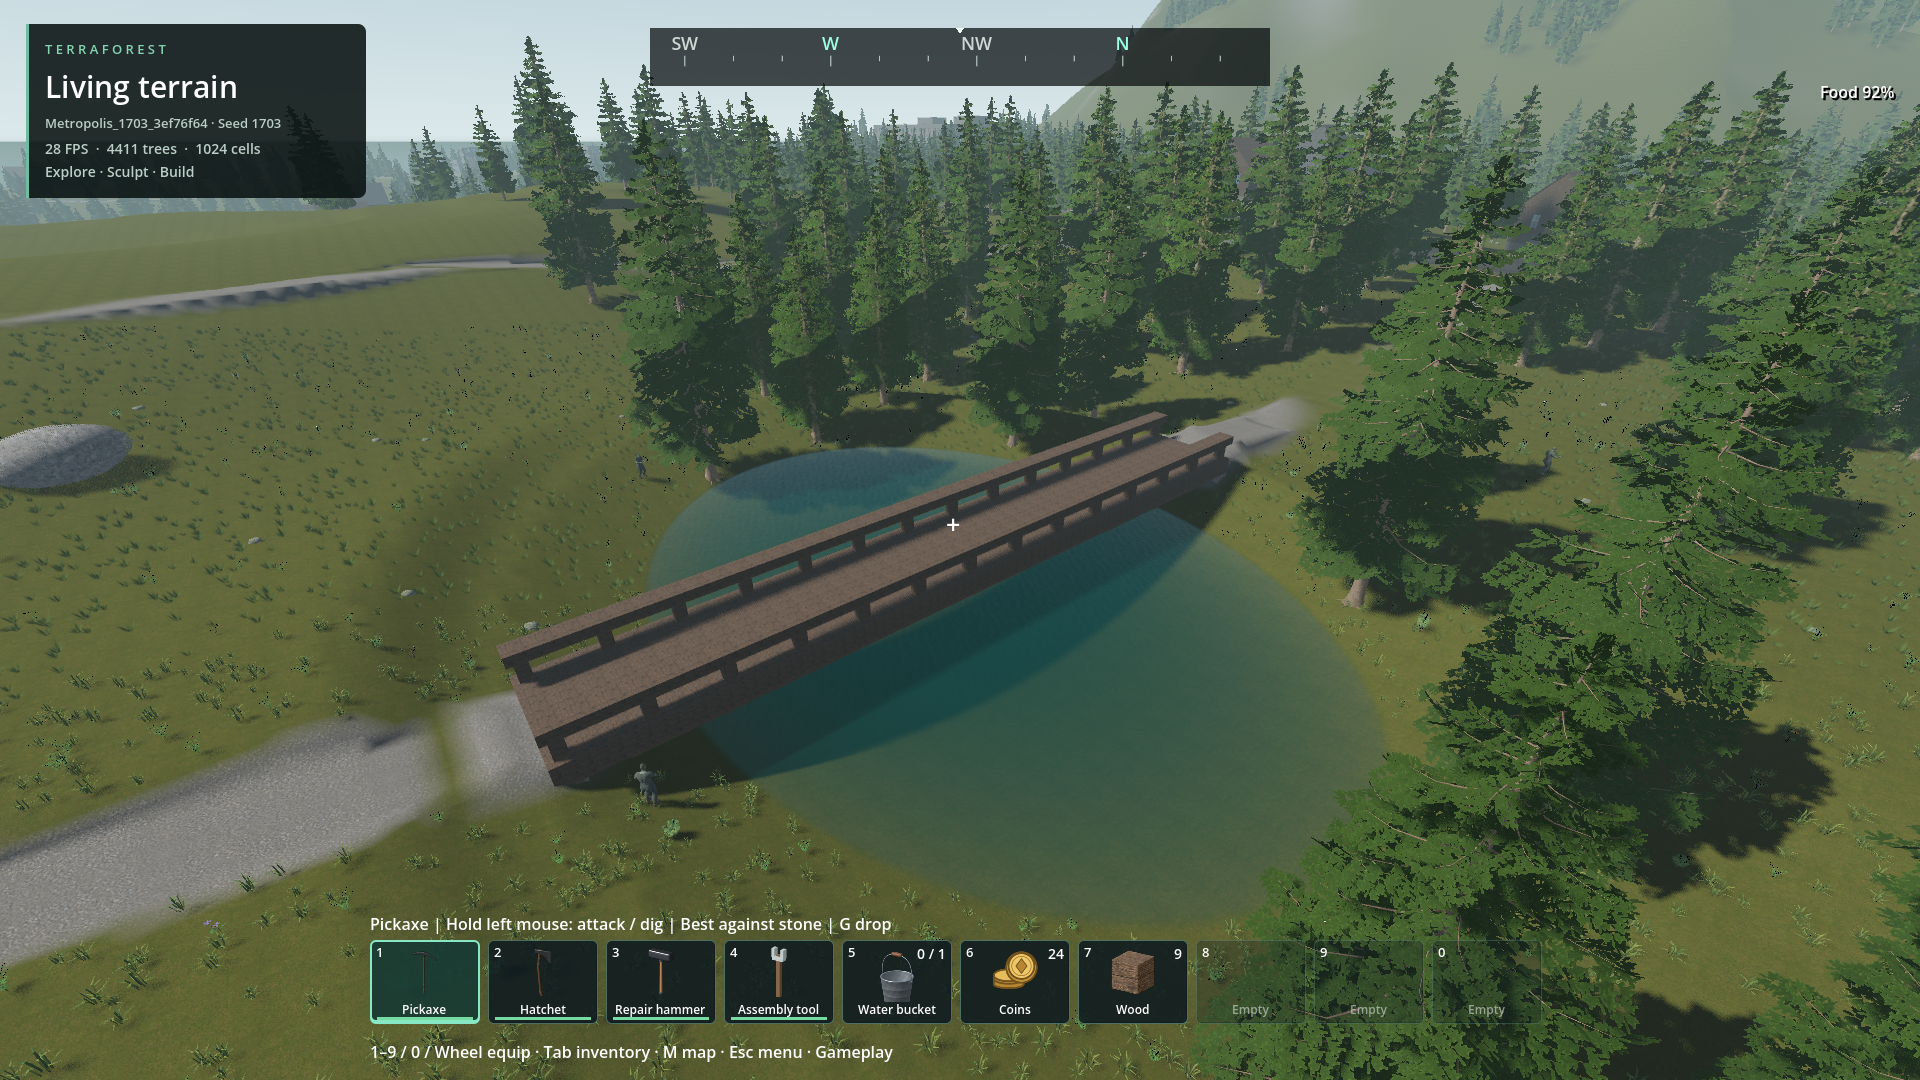 TERRAFOREST
Living terrain
Metropolis_1703_3ef76f64 · Seed 1703
28 FPS · 4411 trees · 1024 cells
Explore · Sculpt · Build
SW W NW N
Food 92%
Pickaxe | Hold left mouse: attack / dig | Best against stone | G drop
1 Pickaxe
2 Hatchet
3 Repair hammer
4 Assembly tool
5 0 / 1 Water bucket
6 24 Coins
7 9 Wood
8 Empty
9 Empty
0 Empty
1–9 / 0 / Wheel equip · Tab inventory · M map · Esc menu · Gameplay